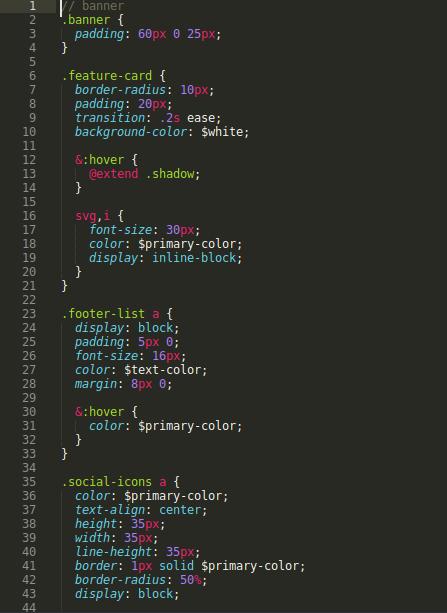 1 // banner
2 .banner {
3 padding: 60px 0 25px;
4 }
5
6 .feature-card {
7 border-radius: 10px;
8 padding: 20px;
9 transition: .2s ease;
10 background-color: $white;
11
12 &:hover {
13 @extend .shadow;
14 }
15
16 svg,i {
17 font-size: 30px;
18 color: $primary-color;
19 display: inline-block;
20 }
21 }
22
23 .footer-list a {
24 display: block;
25 padding: 5px 0;
26 font-size: 16px;
27 color: $text-color;
28 margin: 8px 0;
29
30 &:hover {
31 color: $primary-color;
32 }
33 }
34
35 .social-icons a {
36 color: $primary-color;
37 text-align: center;
38 height: 35px;
39 width: 35px;
40 line-height: 35px;
41 border: 1px solid $primary-color;
42 border-radius: 50%;
43 display: block;
44